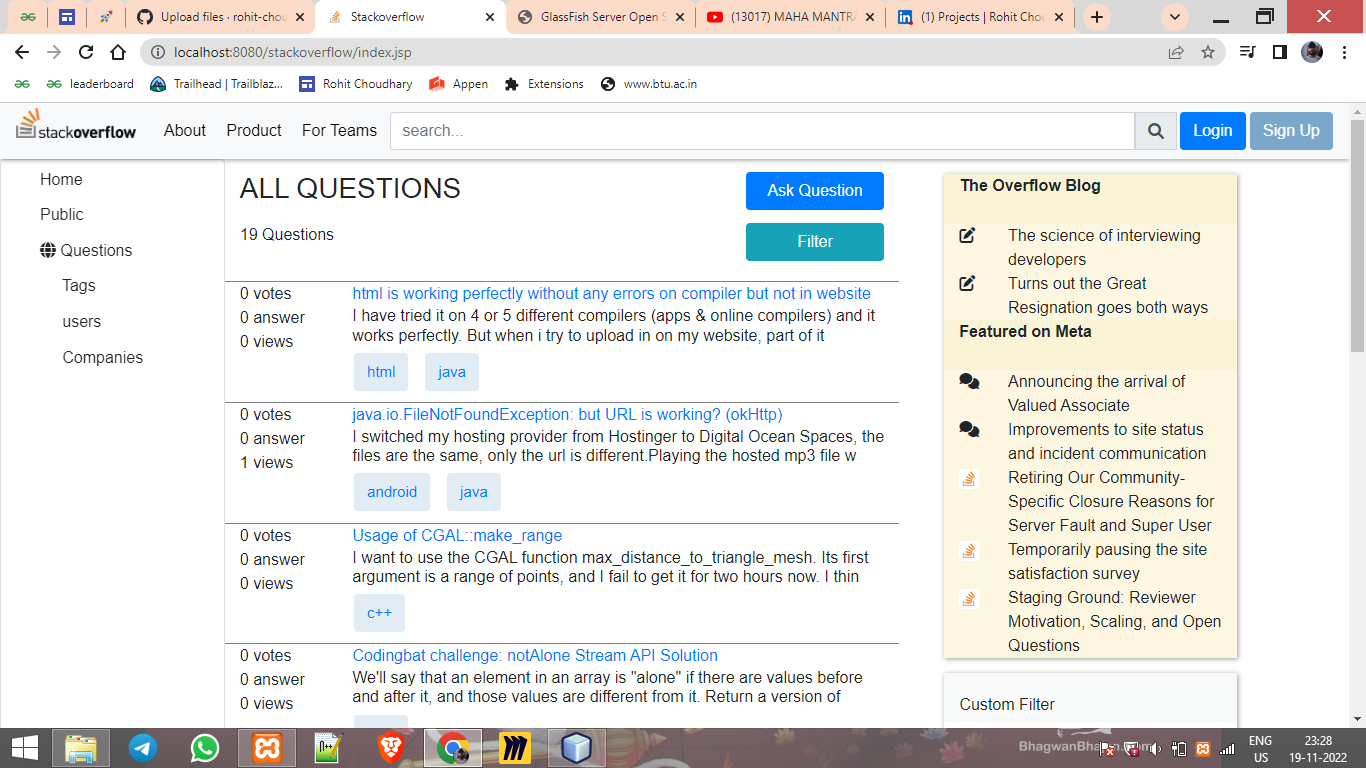 Upload files · rohit-chou
Stackoverflow
GlassFish Server Open S
(13017) MAHA MANTRA
(1) Projects | Rohit Chou
localhost:8080/stackoverflow/index.jsp
leaderboard
Trailhead | Trailblaz...
Rohit Choudhary
Appen
Extensions
www.btu.ac.in
stackoverflow
About
Product
For Teams
search...
Login
Sign Up
Home
Public
Questions
Tags
users
Companies
ALL QUESTIONS
Ask Question
19 Questions
Filter
0 votes
0 answer
0 views
html is working perfectly without any errors on compiler but not in website
I have tried it on 4 or 5 different compilers (apps & online compilers) and it
works perfectly. But when i try to upload in on my website, part of it
html
java
0 votes
0 answer
1 views
java.io.FileNotFoundException: but URL is working? (okHttp)
I switched my hosting provider from Hostinger to Digital Ocean Spaces, the
files are the same, only the url is different.Playing the hosted mp3 file w
android
java
0 votes
0 answer
0 views
Usage of CGAL::make_range
I want to use the CGAL function max_distance_to_triangle_mesh. Its first
argument is a range of points, and I fail to get it for two hours now. I thin
c++
0 votes
0 answer
0 views
Codingbat challenge: notAlone Stream API Solution
We'll say that an element in an array is "alone" if there are values before
and after it, and those values are different from it. Return a version of
The Overflow Blog
The science of interviewing
developers
Turns out the Great
Resignation goes both ways
Featured on Meta
Announcing the arrival of
Valued Associate
Improvements to site status
and incident communication
Retiring Our Community-
Specific Closure Reasons for
Server Fault and Super User
Temporarily pausing the site
satisfaction survey
Staging Ground: Reviewer
Motivation, Scaling, and Open
Questions
Custom Filter
ENG
US
23:28
19-11-2022